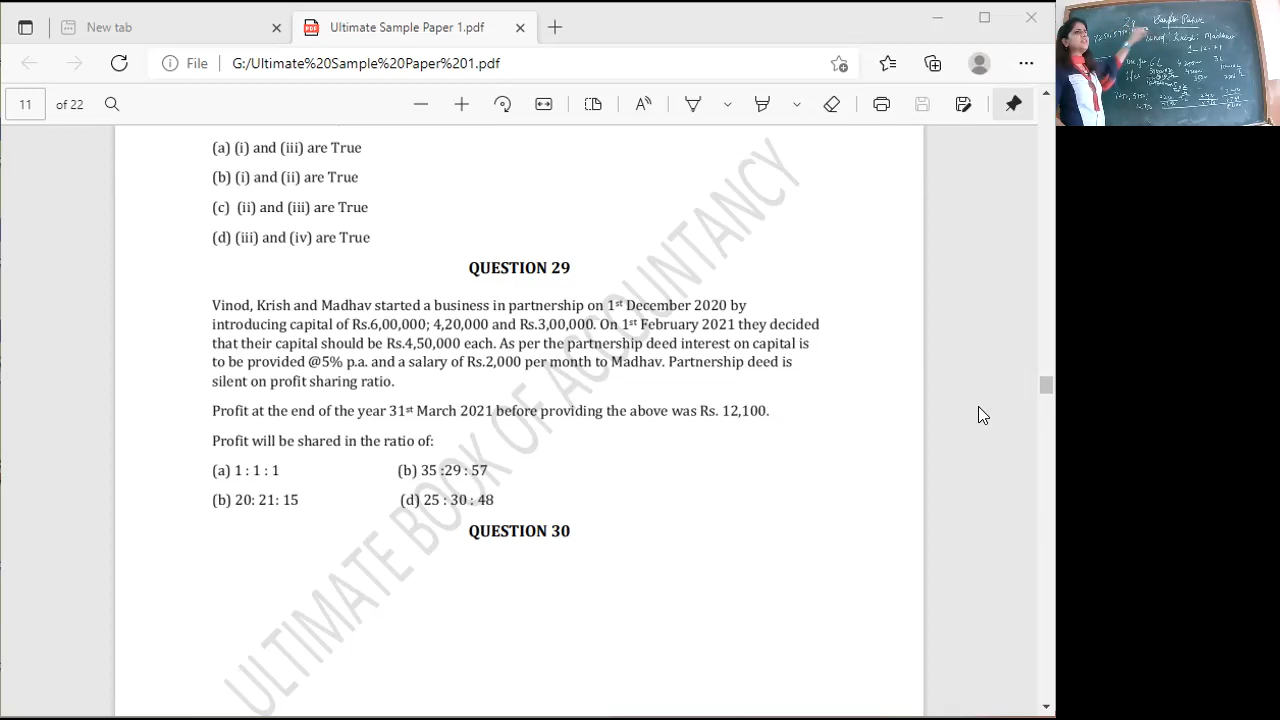 New tab
Ultimate Sample Paper 1.pdf
File
G:/Ultimate%20Sample%20Paper%201.pdf
11 of 22
(a) (i) and (iii) are True
(b) (i) and (ii) are True
(c) (ii) and (iii) are True
(d) (iii) and (iv) are True
QUESTION 29
Vinod, Krish and Madhav started a business in partnership on 1st December 2020 by
introducing capital of Rs.6,00,000; 4,20,000 and Rs.3,00,000. On 1st February 2021 they decided
that their capital should be Rs.4,50,000 each. As per the partnership deed interest on capital is
to be provided @5% p.a. and a salary of Rs.2,000 per month to Madhav. Partnership deed is
silent on profit sharing ratio.
Profit at the end of the year 31st March 2021 before providing the above was Rs. 12,100.
Profit will be shared in the ratio of:
(a) 1 : 1 : 1 (b) 35 :29 : 57
(b) 20: 21: 15 (d) 25 : 30 : 48
QUESTION 30
ULTIMATE BOOK OF ACCOUNTANCY
29 Sample Paper
Vinod Krish Madhav